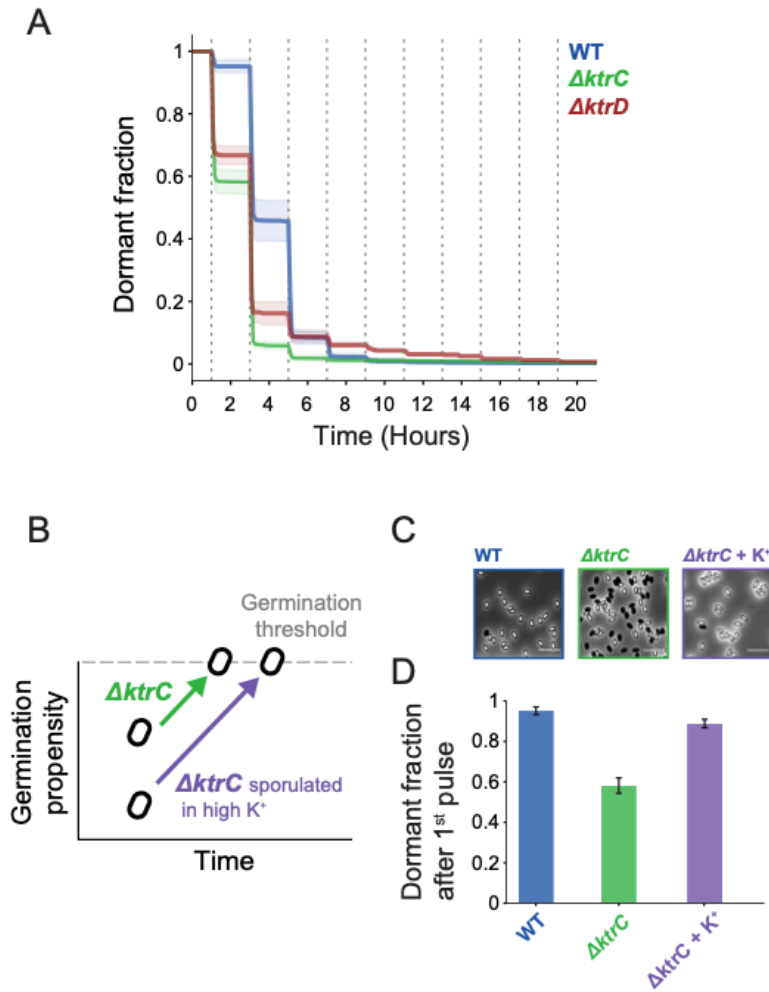 A
WT
ΔktrC
ΔktrD
1
0.8
0.6
0.4
0.2
0
Dormant fraction
0 2 4 6 8 10 12 14 16 18 20
Time (Hours)
B
Germination
threshold
ΔktrC
ΔktrC sporulated
in high K⁺
Germination
propensity
Time
C
WT
ΔktrC
ΔktrC + K⁺
D
1
0.8
0.6
0.4
0.2
0
Dormant fraction
after 1ˢᵗ pulse
WT
ΔktrC
ΔktrC + K⁺